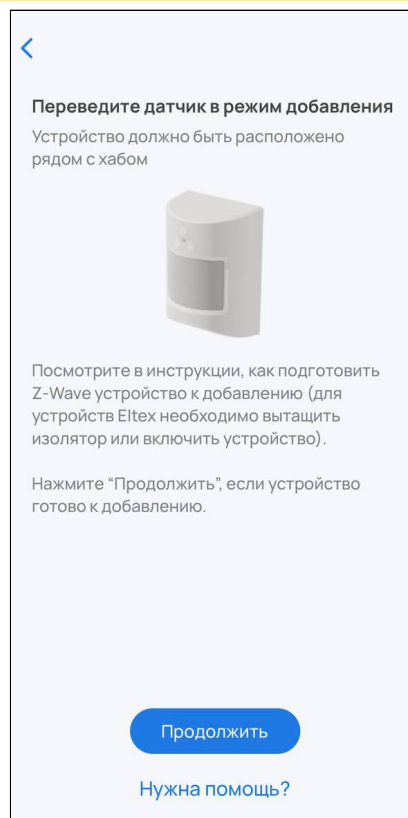 Переведите датчик в режим добавления
Устройство должно быть расположено
рядом с хабом
Посмотрите в инструкции, как подготовить
Z-Wave устройство к добавлению (для
устройств Eltex необходимо вытащить
изолятор или включить устройство).
Нажмите “Продолжить”, если устройство
готово к добавлению.
Продолжить
Нужна помощь?